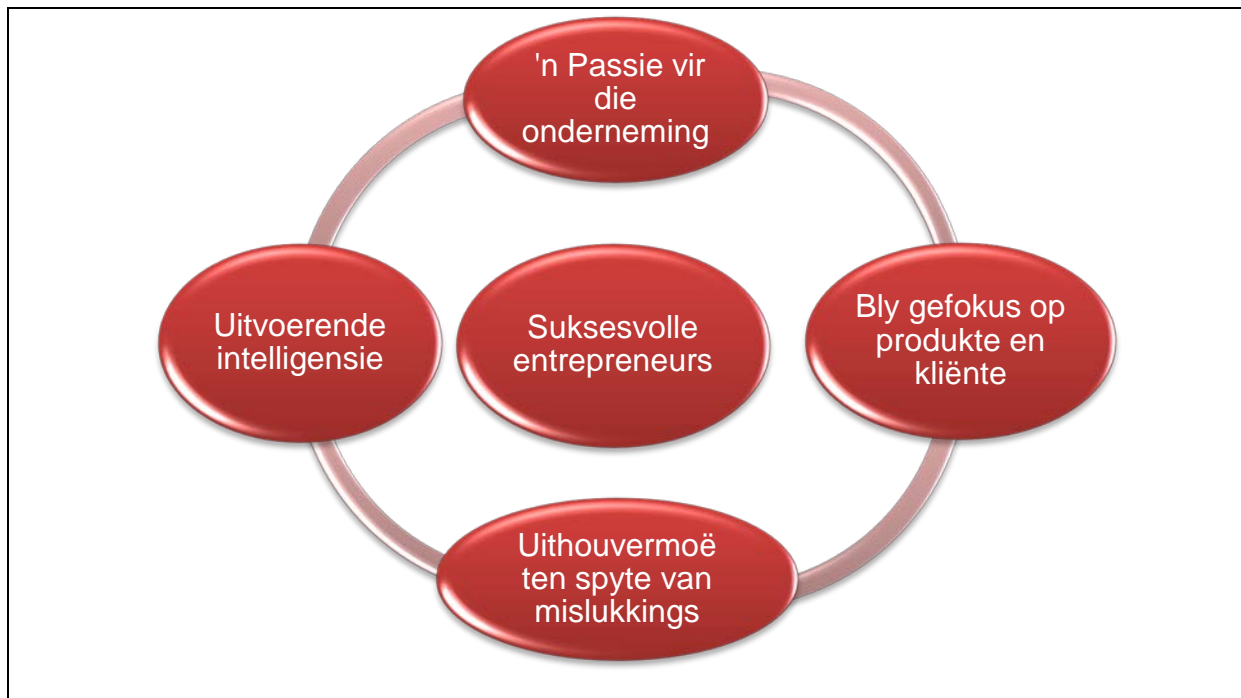 'n Passie vir
die
onderneming
Uitvoerende
intelligensie
Suksesvolle
entrepreneurs
Bly gefokus op
produkte en
kliënte
Uithouvermoë
ten spyte van
mislukkings